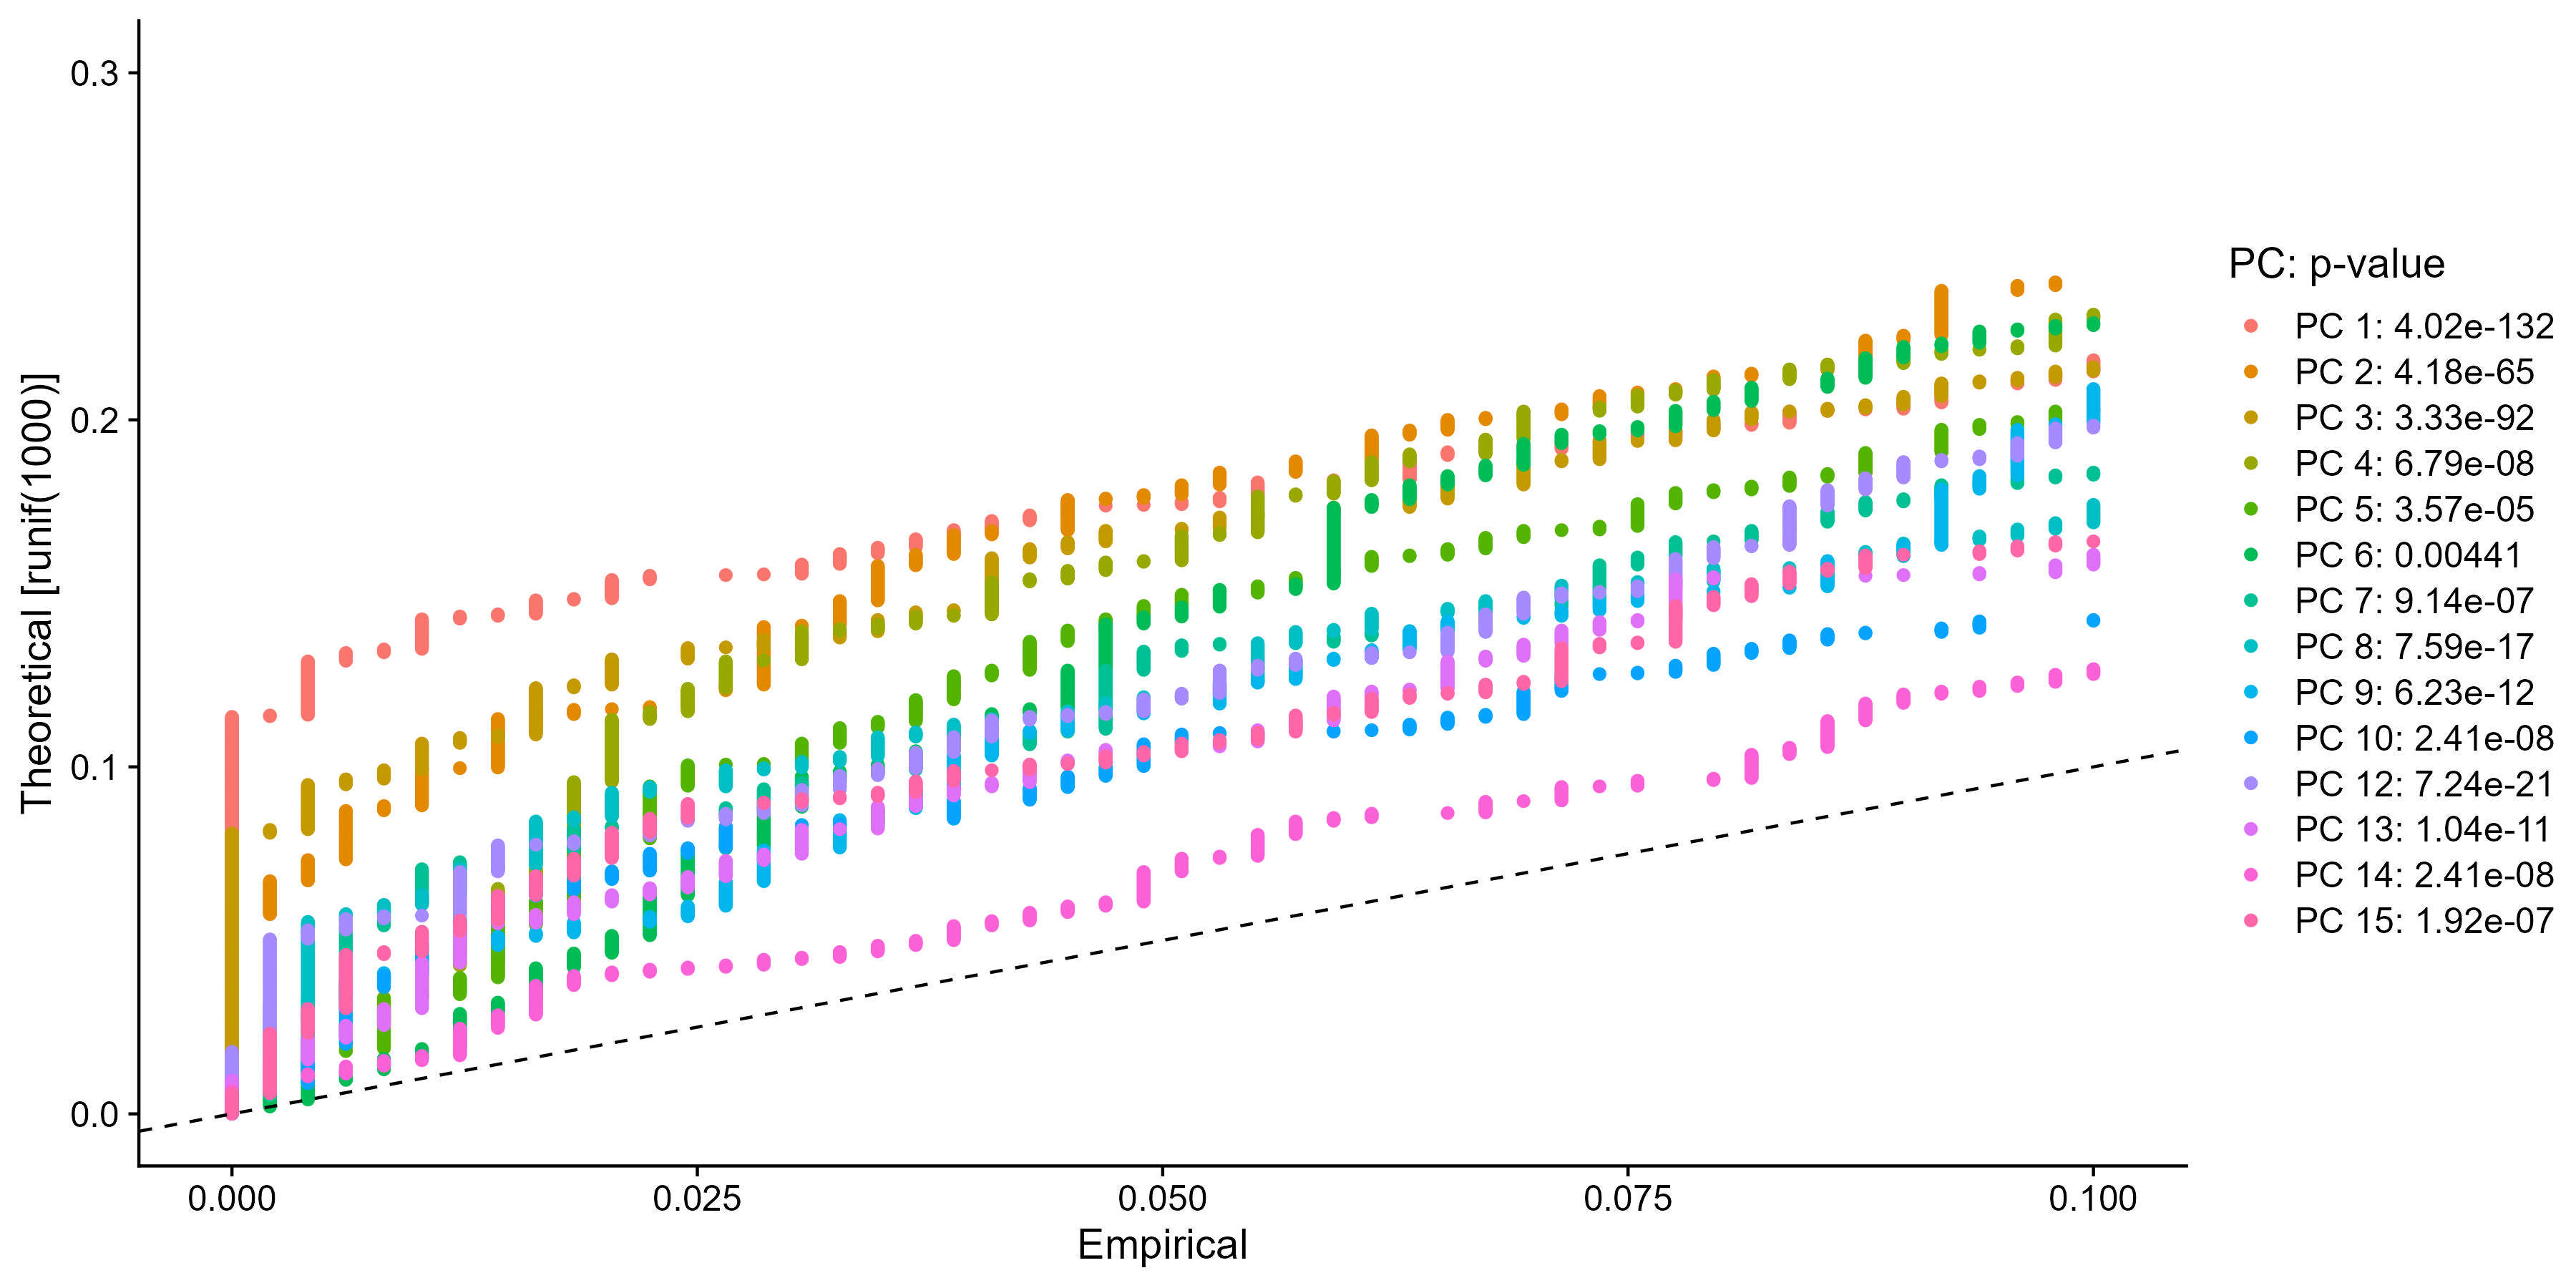 0.3
0.2
0.1
0.0
Theoretical [runif(1000)]
0.000
0.025
0.050
0.075
0.100
Empirical
PC: p-value
PC 1: 4.02e-132
PC 2: 4.18e-65
PC 3: 3.33e-92
PC 4: 6.79e-08
PC 5: 3.57e-05
PC 6: 0.00441
PC 7: 9.14e-07
PC 8: 7.59e-17
PC 9: 6.23e-12
PC 10: 2.41e-08
PC 12: 7.24e-21
PC 13: 1.04e-11
PC 14: 2.41e-08
PC 15: 1.92e-07